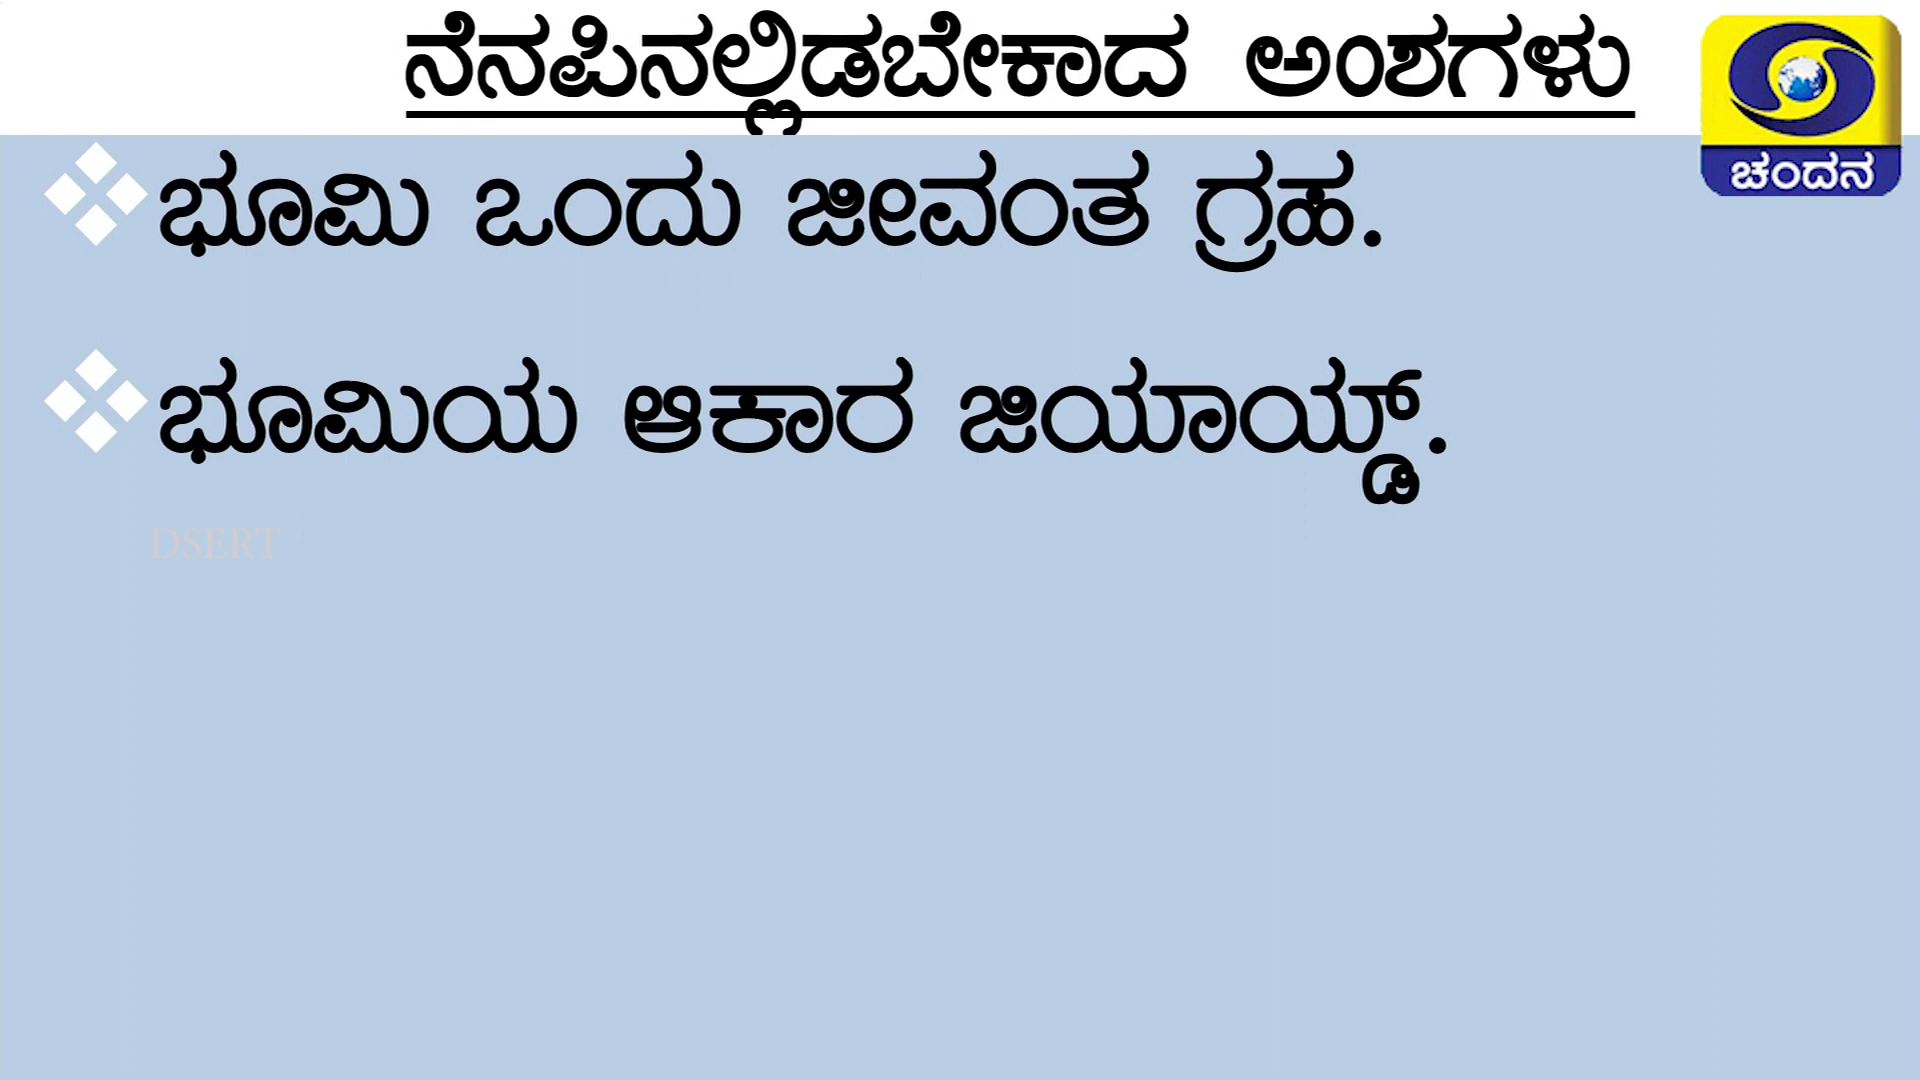 ನೆನಪಿನಲ್ಲಿಡಬೇಕಾದ ಅಂಶಗಳು
ಚಂದನ
ಭೂಮಿ ಒಂದು ಜೀವಂತ ಗ್ರಹ.
ಭೂಮಿಯ ಆಕಾರ ಜಿಯಾಯ್ಡ್.
DSERT